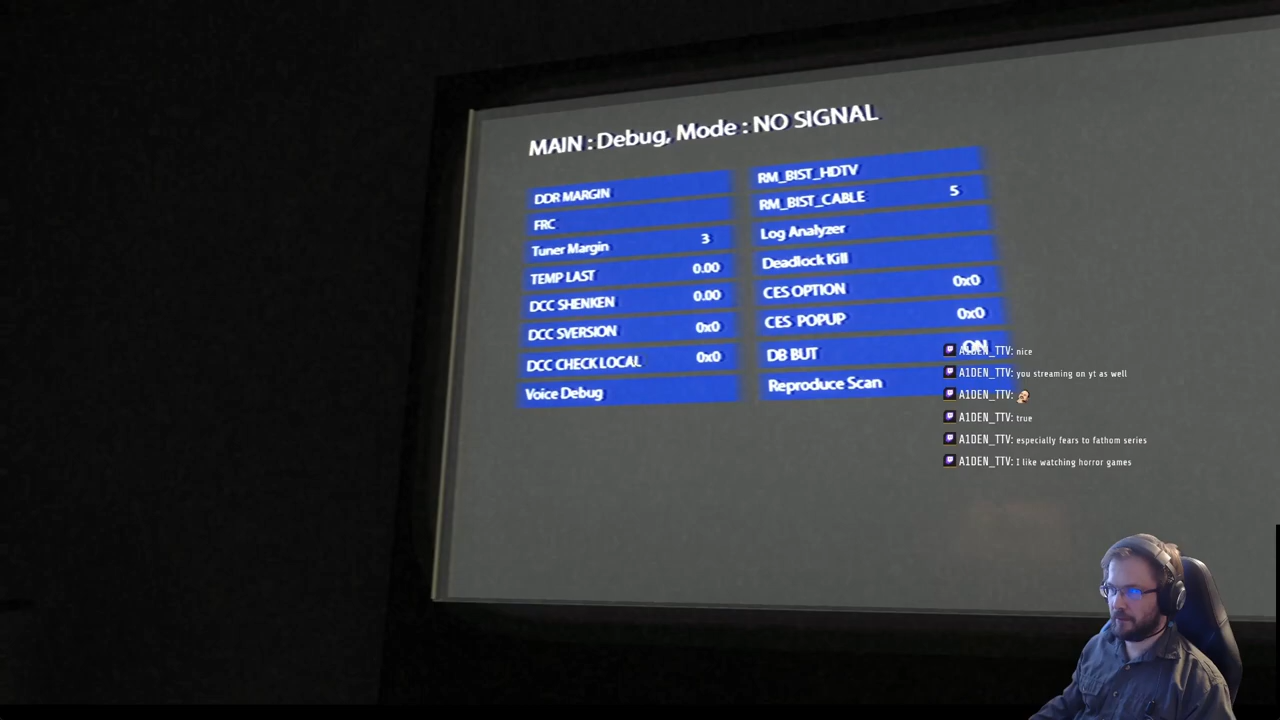 MAIN : Debug, Mode : NO SIGNAL
DDR MARGIN
FRC
Tuner Margin 3
TEMP LAST 0.00
DCC SHENKEN 0.00
DCC SVERSION 0x0
DCC CHECK LOCAL 0x0
Voice Debug
RM_BIST_HDTV
RM_BIST_CABLE 5
Log Analyzer
Deadlock Kill
CES OPTION 0x0
CES POPUP 0x0
DB BUT ON
Reproduce Scan
A1DEN_TTV: nice
A1DEN_TTV: you streaming on yt as well
A1DEN_TTV:
A1DEN_TTV: true
A1DEN_TTV: especially fears to fathom series
A1DEN_TTV: I like watching horror games